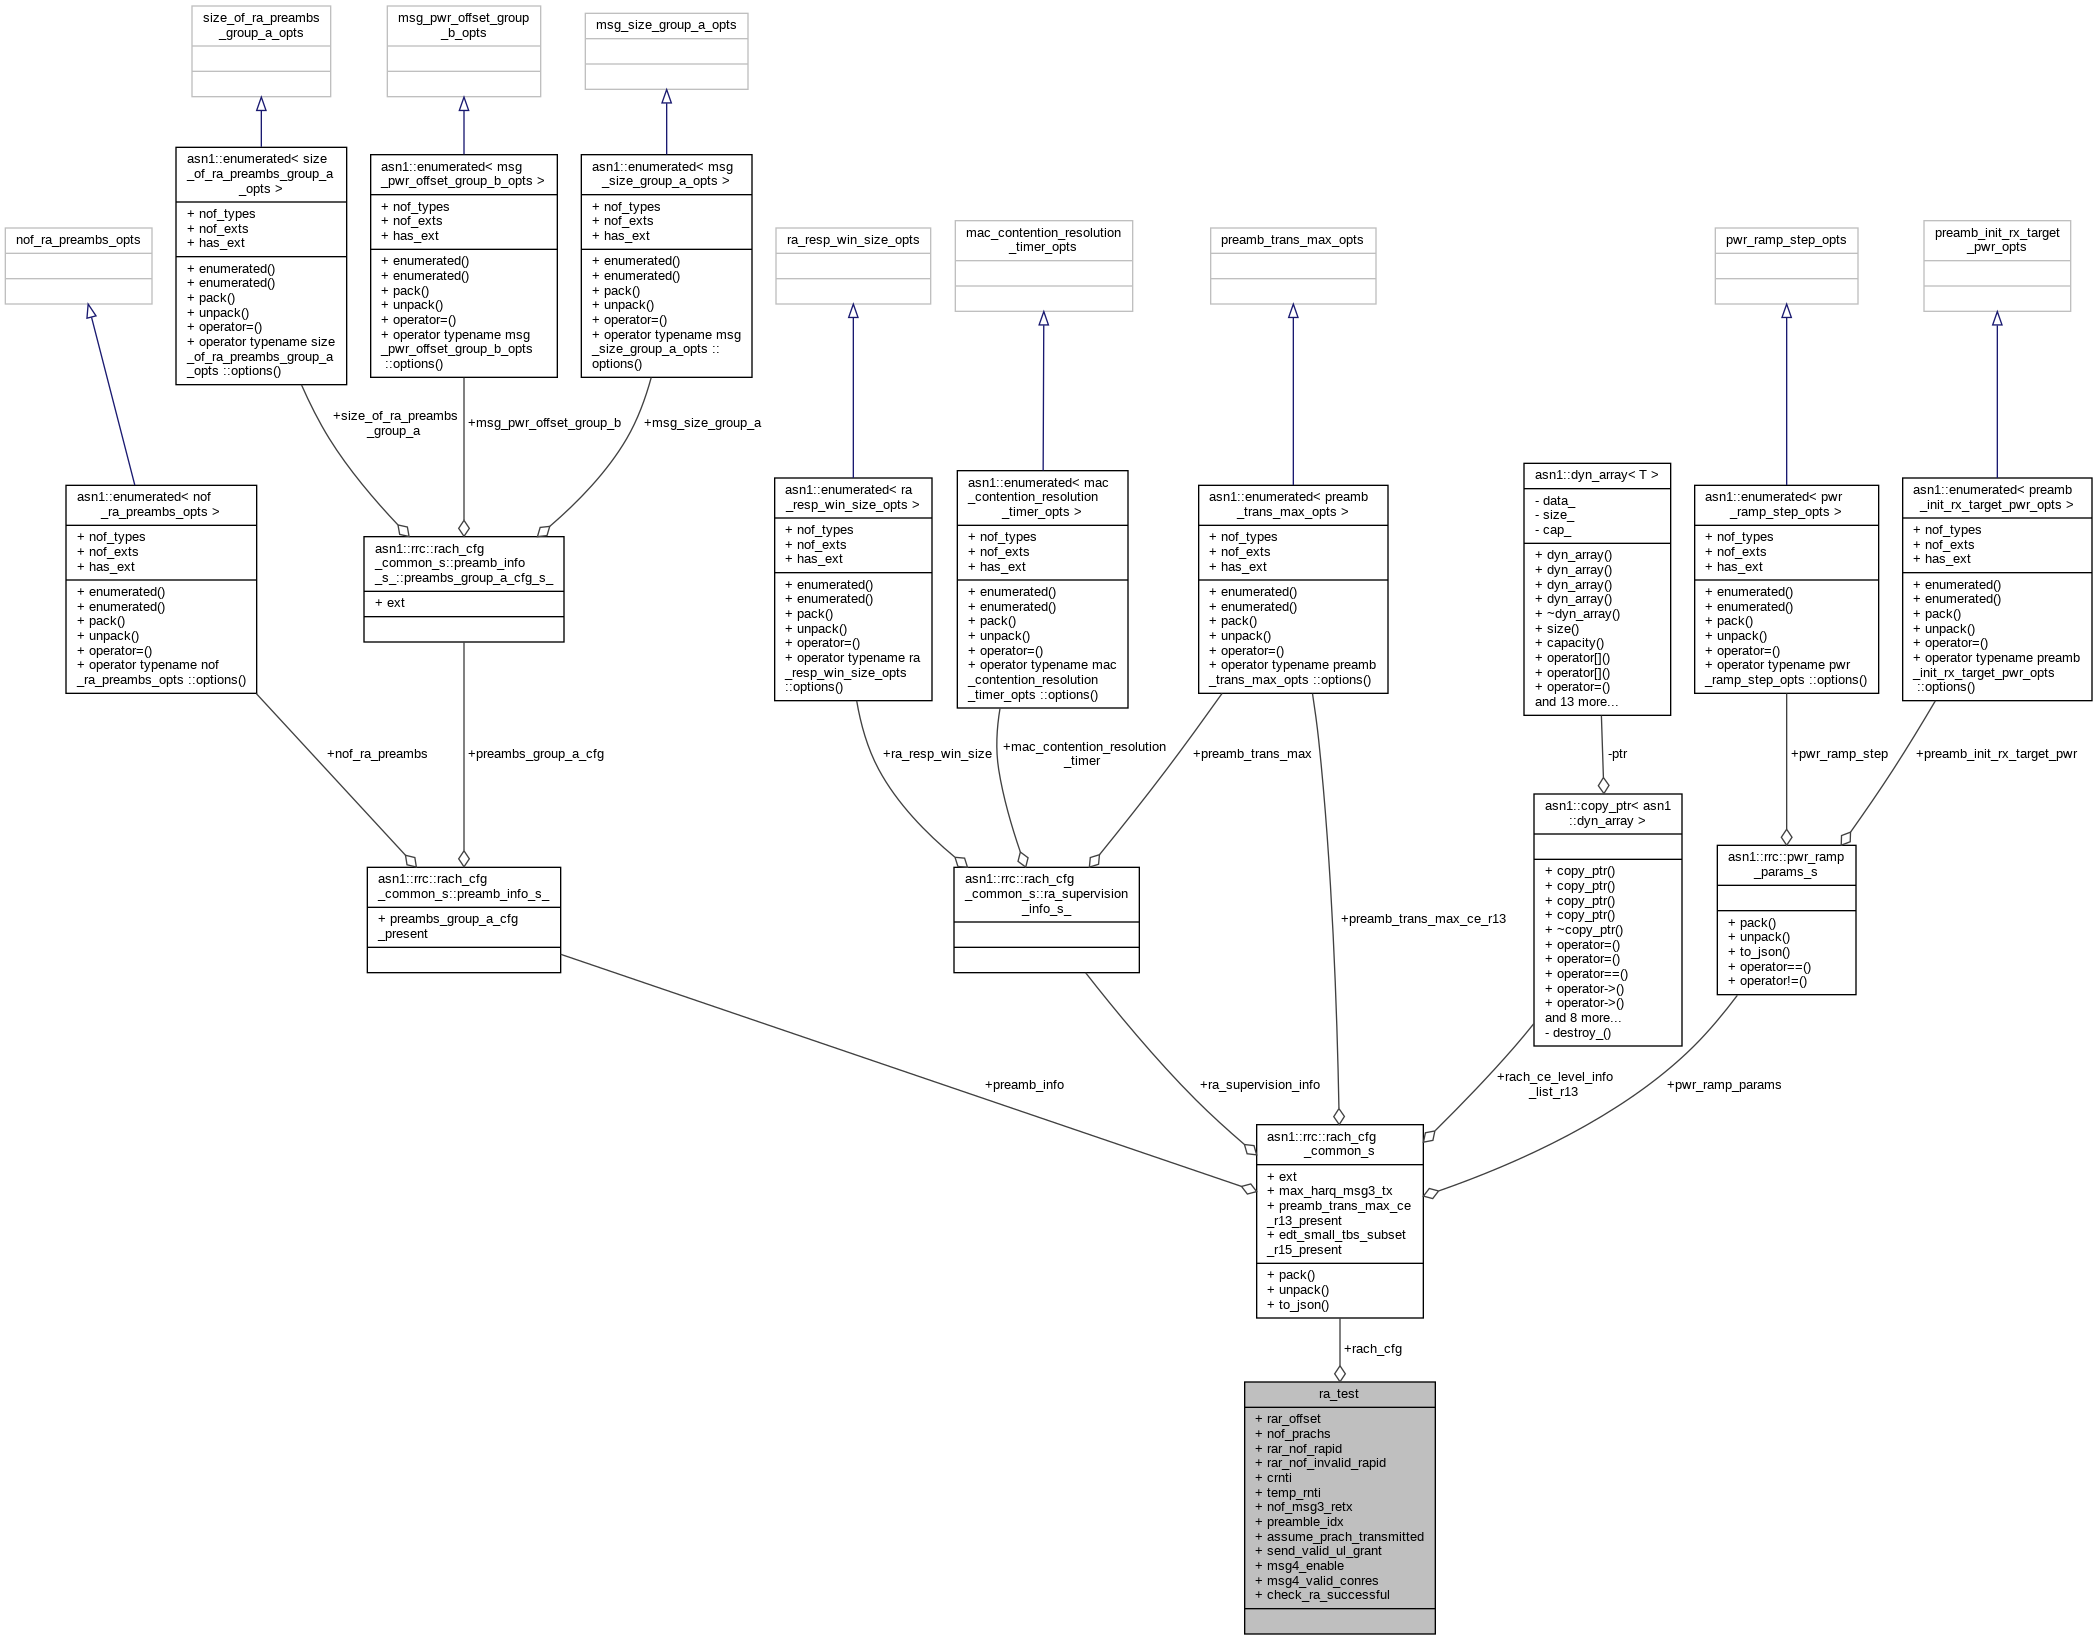 size_of_ra_preambs
_group_a_opts
msg_pwr_offset_group
b_opts
msg_size_group_a_opts
asn1::enumerated< size
_of_ra_preambs_group_a
_opts >
+ nof_types
+ nof_exts
+ has_ext
+ enumerated()
+ enumerated()
+ pack()
+ unpack()
+ operator=()
+ operator typename size
_of_ra_preambs_group_a
_opts ::options()
asn1::enumerated< msg
_pwr_offset_group_b_opts >
+ nof_types
+ nof_exts
+ has_ext
+ enumerated()
+ enumerated()
+ pack()
+ unpack()
+ operator=()
+ operator typename msg
_pwr_offset_group_b_opts
::options()
asn1::enumerated< msg
_size_group_a_opts >
+ nof_types
+ nof_exts
+ has_ext
+ enumerated()
+ enumerated()
+ pack()
+ unpack()
+ operator=()
+ operator typename msg
_size_group_a_opts ::
options()
nof_ra_preambs_opts
ra_resp_win_size_opts
mac_contention_resolution
_timer_opts
preamb_trans_max_opts
pwr_ramp_step_opts
preamb_init_rx_target
_pwr_opts
+size_of_ra_preambs
_group_a
+msg_pwr_offset_group_b
+msg_size_group_a
asn1::enumerated< nof
_ra_preambs_opts >
+ nof_types
+ nof_exts
+ has_ext
+ enumerated()
+ enumerated()
+ pack()
+ unpack()
+ operator=()
+ operator typename nof
_ra_preambs_opts ::options()
asn1::rrc::rach_cfg
_common_s::preamb_info
_s_::preambs_group_a_cfg_s_
+ ext
asn1::enumerated< ra
_resp_win_size_opts >
+ nof_types
+ nof_exts
+ has_ext
+ enumerated()
+ enumerated()
+ pack()
+ unpack()
+ operator=()
+ operator typename ra
_resp_win_size_opts
::options()
asn1::enumerated< mac
_contention_resolution
_timer_opts >
+ nof_types
+ nof_exts
+ has_ext
+ enumerated()
+ enumerated()
+ pack()
+ unpack()
+ operator=()
+ operator typename mac
_contention_resolution
_timer_opts ::options()
asn1::enumerated< preamb
_trans_max_opts >
+ nof_types
+ nof_exts
+ has_ext
+ enumerated()
+ enumerated()
+ pack()
+ unpack()
+ operator=()
+ operator typename preamb
_trans_max_opts ::options()
asn1::dyn_array< T >
- data_
- size_
- cap_
+ dyn_array()
+ dyn_array()
+ dyn_array()
+ dyn_array()
+ ~dyn_array()
+ size()
+ capacity()
+ operator[]()
+ operator[]()
+ operator=()
and 13 more...
asn1::enumerated< pwr
_ramp_step_opts >
+ nof_types
+ nof_exts
+ has_ext
+ enumerated()
+ enumerated()
+ pack()
+ unpack()
+ operator=()
+ operator typename pwr
_ramp_step_opts ::options()
asn1::enumerated< preamb
_init_rx_target_pwr_opts >
+ nof_types
+ nof_exts
+ has_ext
+ enumerated()
+ enumerated()
+ pack()
+ unpack()
+ operator=()
+ operator typename preamb
_init_rx_target_pwr_opts
::options()
+nof_ra_preambs
+preambs_group_a_cfg
+ra_resp_win_size
+mac_contention_resolution
_timer
+preamb_trans_max
-ptr
+pwr_ramp_step
+preamb_init_rx_target_pwr
asn1::rrc::rach_cfg
_common_s::preamb_info_s_
+ preambs_group_a_cfg
_present
asn1::rrc::rach_cfg
_common_s::ra_supervision
_info_s_
+preamb_trans_max_ce_r13
asn1::copy_ptr< asn1
::dyn_array >
+ copy_ptr()
+ copy_ptr()
+ copy_ptr()
+ copy_ptr()
+ ~copy_ptr()
+ operator=()
+ operator=()
+ operator==()
+ operator->()
+ operator->()
and 8 more...
- destroy_()
asn1::rrc::pwr_ramp
_params_s
+ pack()
+ unpack()
+ to_json()
+ operator==()
+ operator!=()
+preamb_info
+ra_supervision_info
+rach_ce_level_info
_list_r13
+pwr_ramp_params
asn1::rrc::rach_cfg
_common_s
+ ext
+ max_harq_msg3_tx
+ preamb_trans_max_ce
_r13_present
+ edt_small_tbs_subset
_r15_present
+ pack()
+ unpack()
+ to_json()
+rach_cfg
ra_test
+ rar_offset
+ nof_prachs
+ rar_nof_rapid
+ rar_nof_invalid_rapid
+ crnti
+ temp_rnti
+ nof_msg3_retx
+ preamble_idx
+ assume_prach_transmitted
+ send_valid_ul_grant
+ msg4_enable
+ msg4_valid_conres
+ check_ra_successful